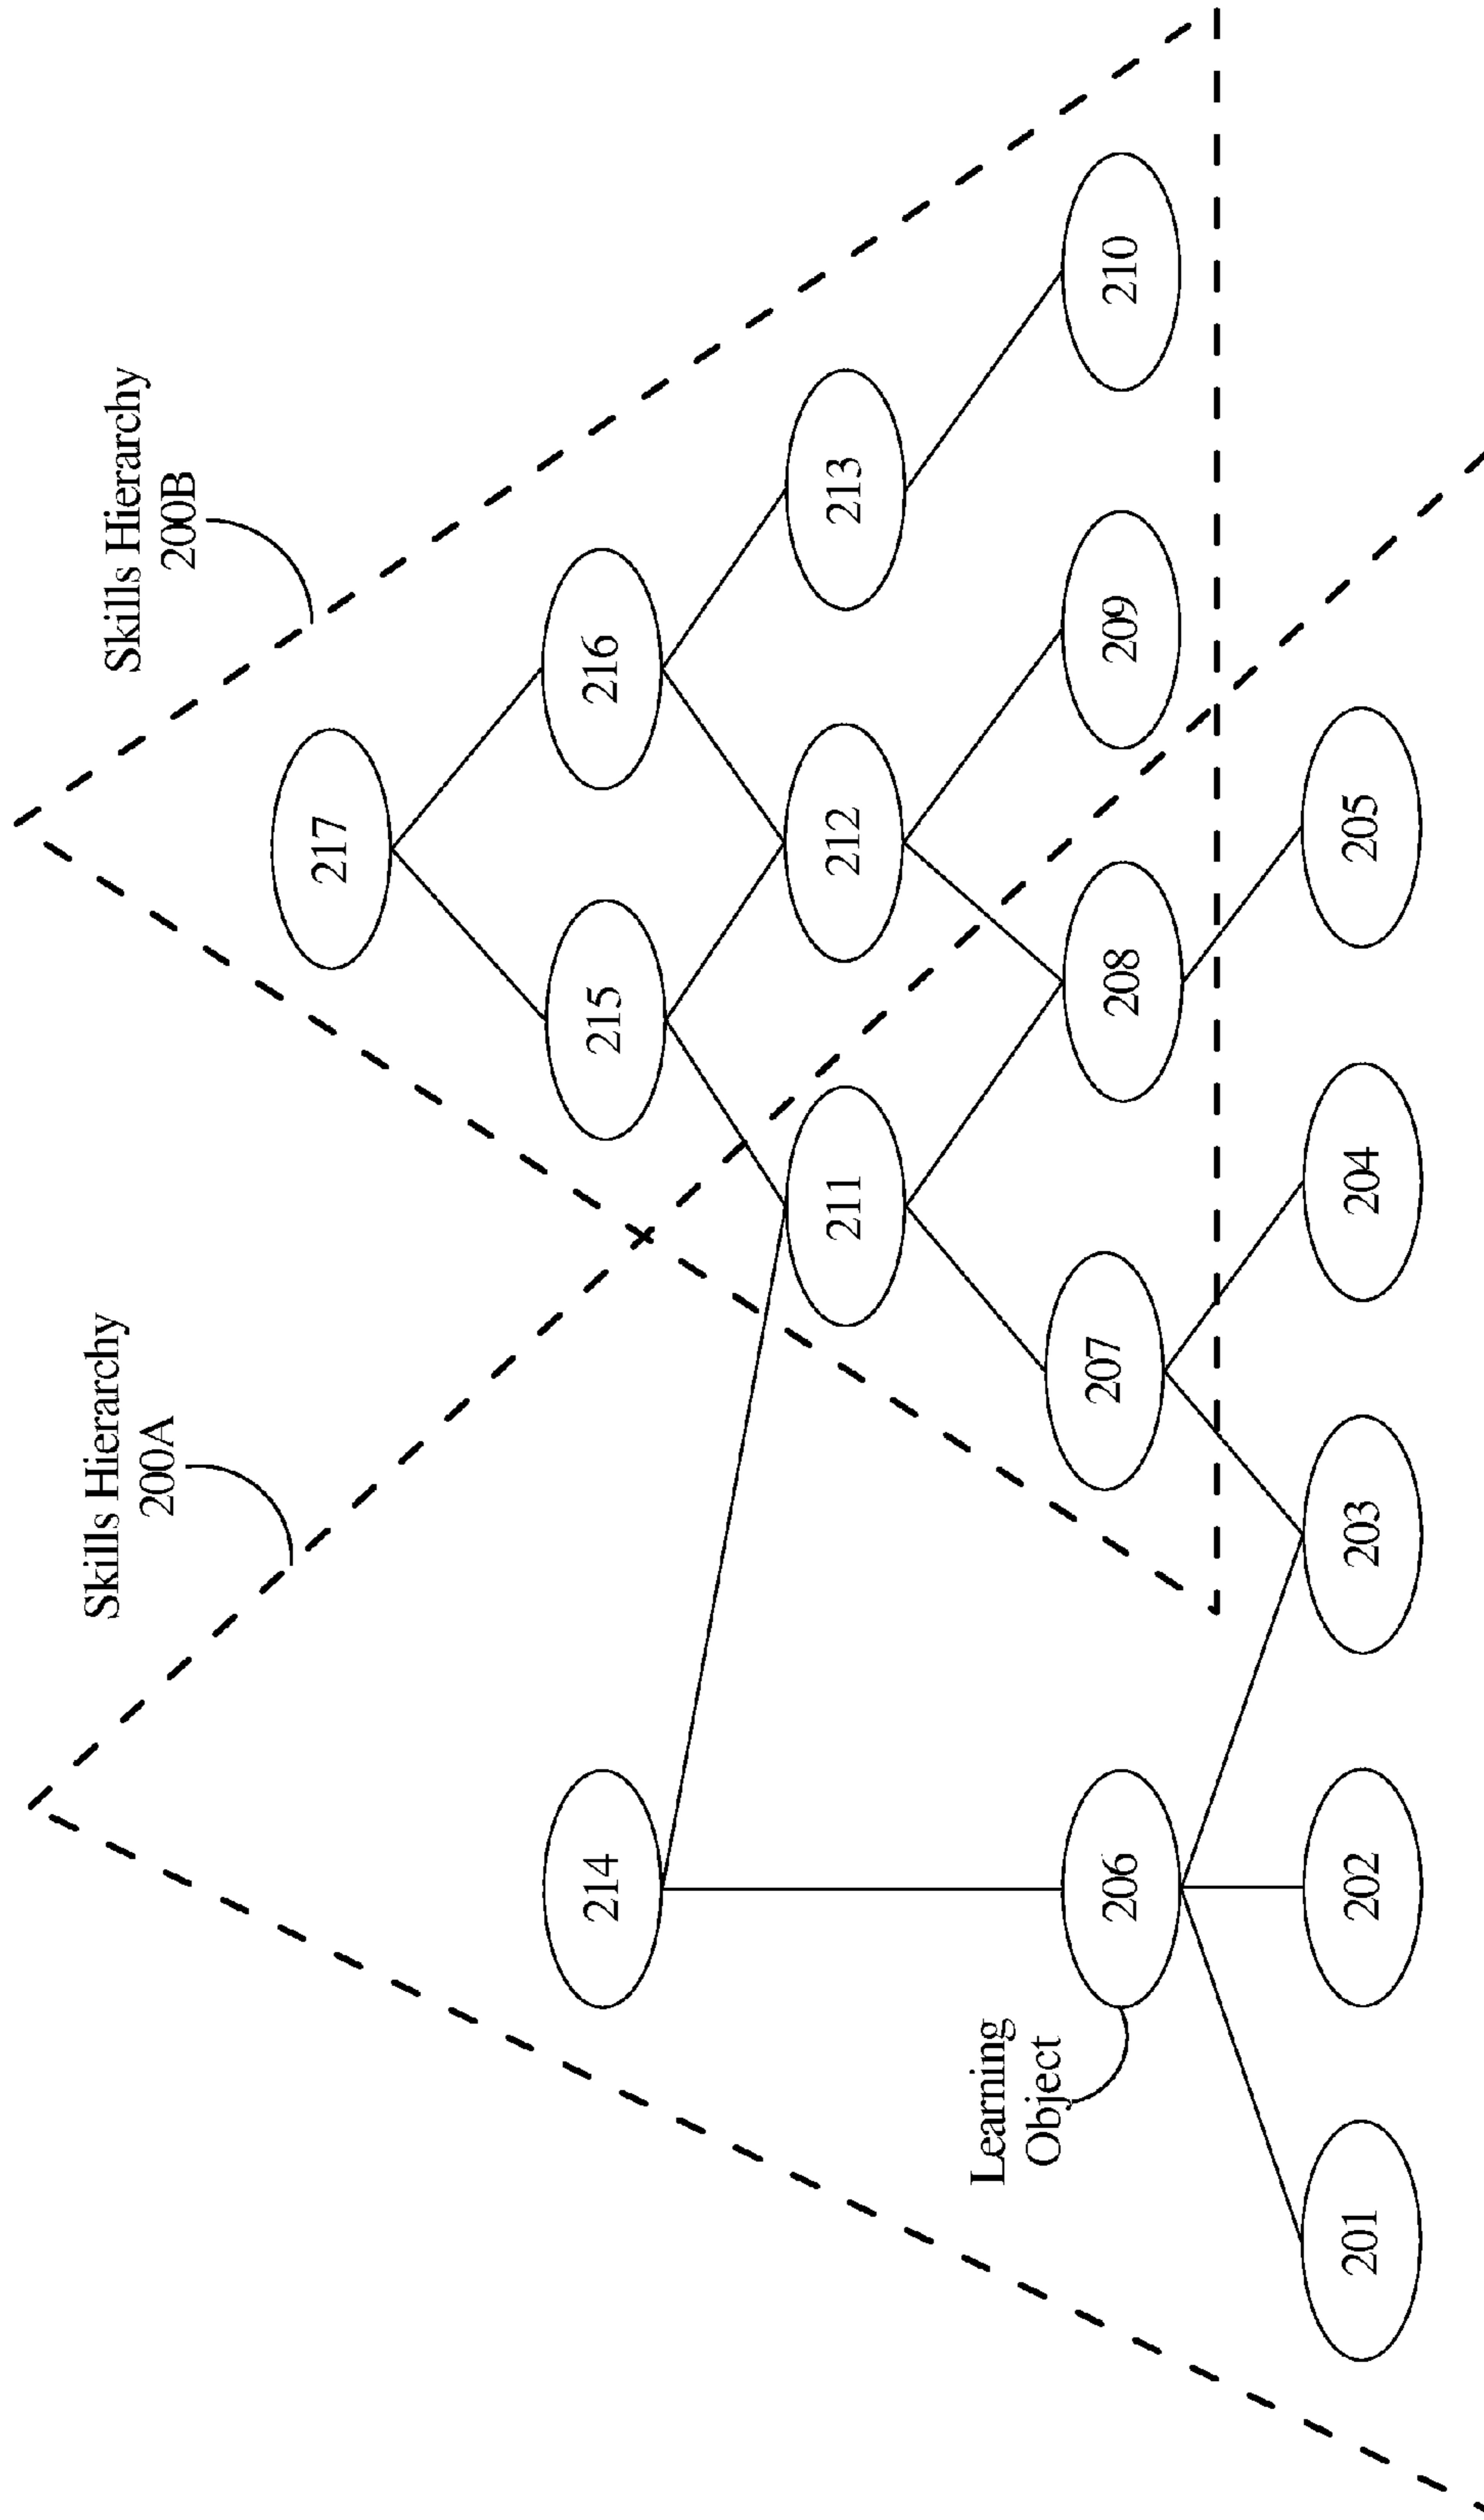 Skills Hierarchy
200A
Skills Hierarchy
200B
217
214
215
216
211
212
213
Learning
Object
206
207
208
209
210
201
202
203
204
205